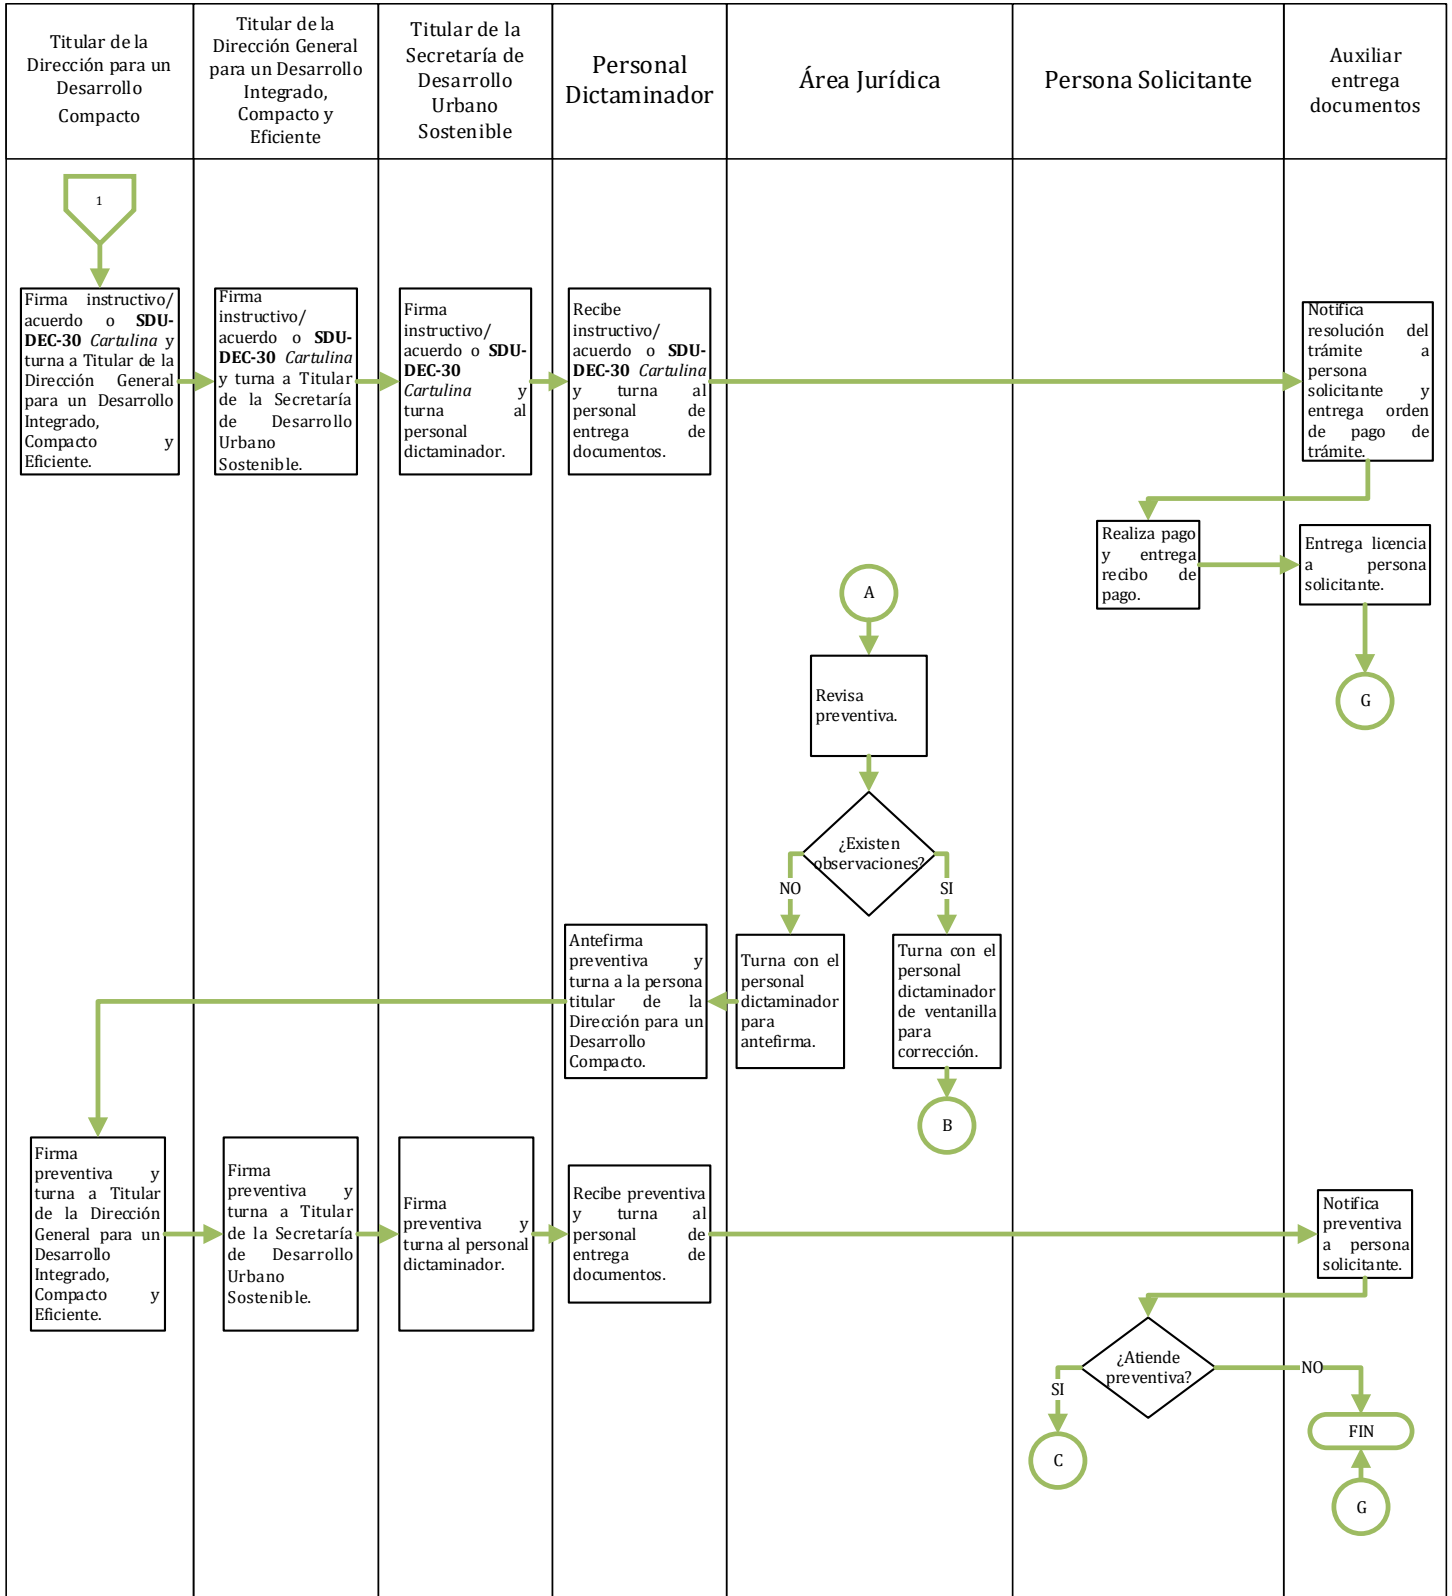 Titular de la
Dirección para un
Desarrollo
Compacto
Titular de la
Dirección General
para un Desarrollo
Integrado,
Compacto y
Eficiente
Titular de la
Secretaría de
Desarrollo
Urbano
Sostenible
Personal
Dictaminador
Área Jurídica
Persona Solicitante
Auxiliar
entrega
documentos
1
Firma instructivo/
acuerdo o SDU-
DEC-30 Cartulina y
turna a Titular de la
Dirección General
para un Desarrollo
Integrado,
Compacto y
Eficiente.
Firma
instructivo/
acuerdo o SDU-
DEC-30 Cartulina
y turna a Titular
de la Secretaría
de Desarrollo
Urbano
Sostenible.
Firma
instructivo/
acuerdo o SDU-
DEC-30
Cartulina y
turna al
personal
dictaminador.
Recibe
instructivo/
acuerdo o SDU-
DEC-30 Cartulina
y turna al
personal de
entrega de
documentos.
Notifica
resolución del
trámite a
persona
solicitante y
entrega orden
de pago de
trámite.
Realiza pago
y entrega
recibo de
pago.
Entrega licencia
a persona
solicitante.
G
A
Revisa
preventiva.
¿Existen
observaciones?
NO
SI
Antefirma
preventiva y
turna a la persona
titular de la
Dirección para un
Desarrollo
Compacto.
Turna con el
personal
dictaminador
para
antefirma.
Turna con el
personal
dictaminador
de ventanilla
para
corrección.
B
Firma
preventiva y
turna a Titular
de la Dirección
General para un
Desarrollo
Integrado,
Compacto y
Eficiente.
Firma
preventiva y
turna a Titular
de la Secretaría
de Desarrollo
Urbano
Sostenible.
Firma
preventiva y
turna al personal
dictaminador.
Recibe preventiva
y turna al
personal de
entrega de
documentos.
Notifica
preventiva
a persona
solicitante.
¿Atiende
preventiva?
SI
NO
C
FIN
G